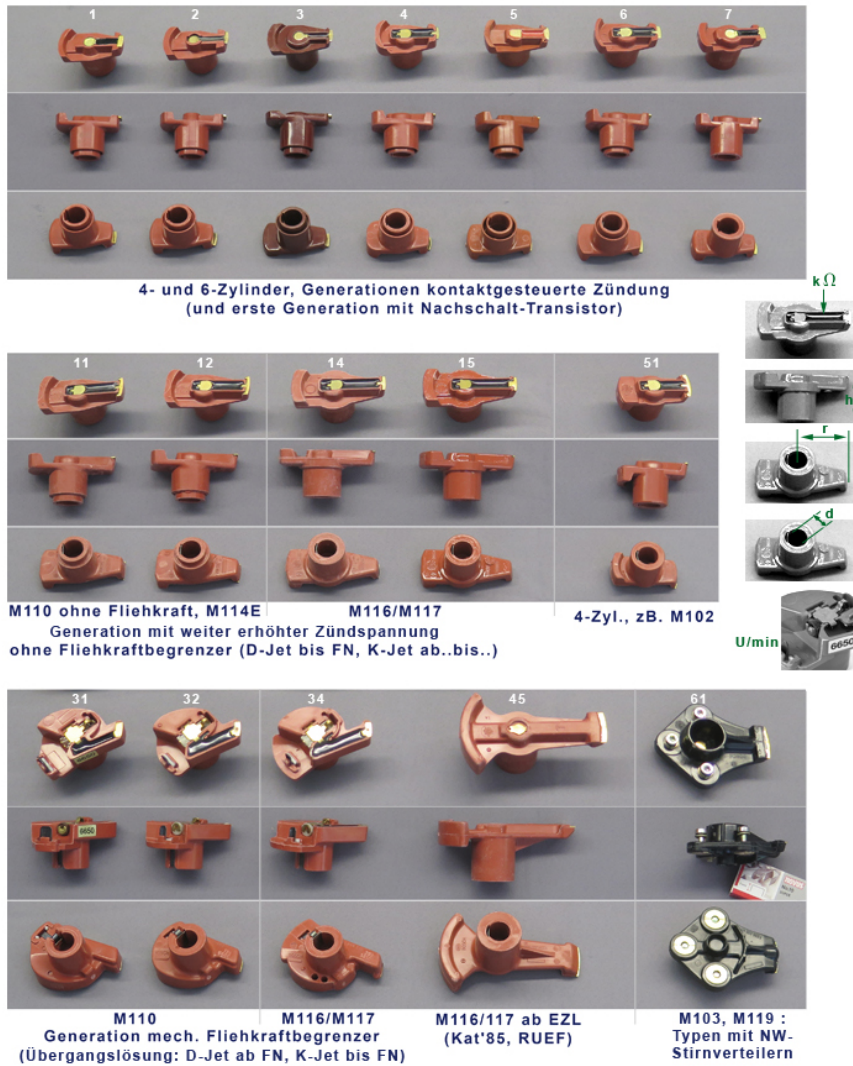 1 2 3 4 5 6 7
4- und 6-Zylinder, Generationen kontaktgesteuerte Zündung
(und erste Generation mit Nachschalt-Transistor)
k Ω
h
r
d
U/min
6650
11 12 14 15 51
M110 ohne Fliehkraft, M114E
M116/M117
4-Zyl., zB. M102
Generation mit weiter erhöhter Zündspannung
ohne Fliehkraftbegrenzer (D-Jet bis FN, K-Jet ab..bis..)
31 32 34 45 61
6650
M110
M116/M117
Generation mech. Fliehkraftbegrenzer
(Übergangslösung: D-Jet ab FN, K-Jet bis FN)
M116/117 ab EZL
(Kat'85, RUEF)
M103, M119 :
Typen mit NW-
Stirnverteilern